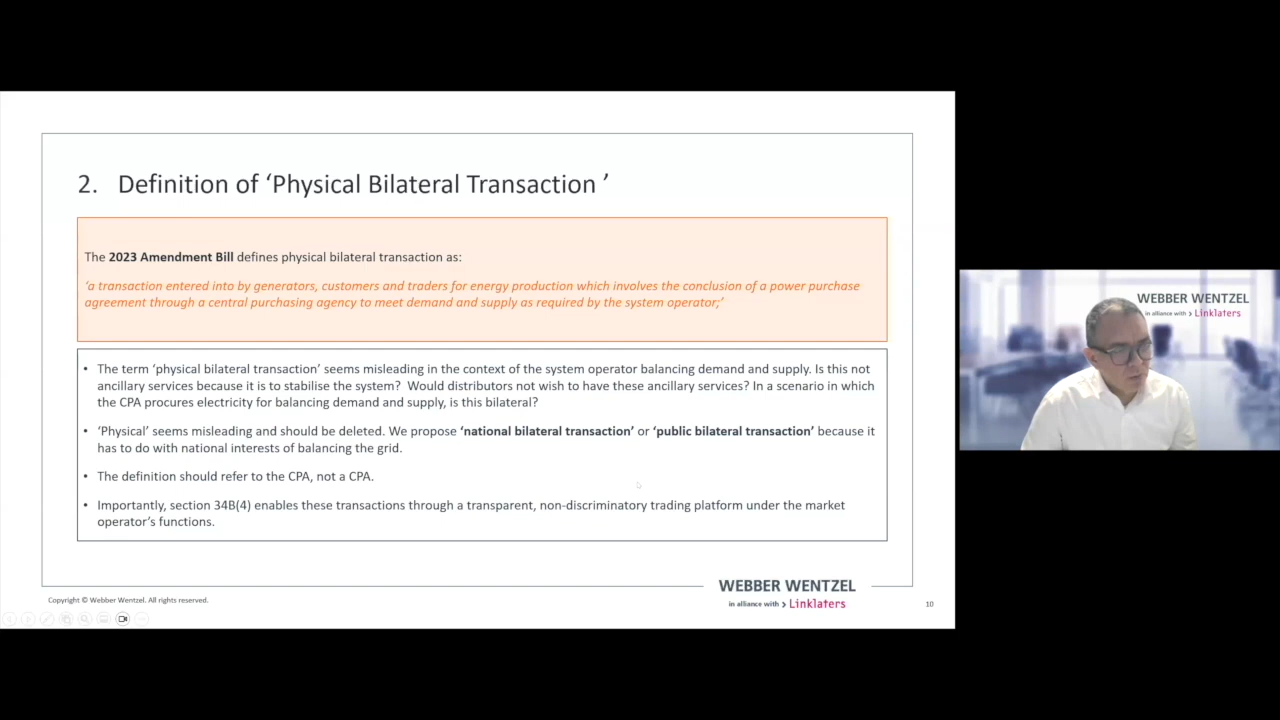 2. Definition of ‘Physical Bilateral Transaction ’
The 2023 Amendment Bill defines physical bilateral transaction as:
‘a transaction entered into by generators, customers and traders for energy production which involves the conclusion of a power purchase
agreement through a central purchasing agency to meet demand and supply as required by the system operator;’
• The term ‘physical bilateral transaction’ seems misleading in the context of the system operator balancing demand and supply. Is this not
ancillary services because it is to stabilise the system? Would distributors not wish to have these ancillary services? In a scenario in which
the CPA procures electricity for balancing demand and supply, is this bilateral?
• ‘Physical’ seems misleading and should be deleted. We propose ‘national bilateral transaction’ or ‘public bilateral transaction’ because it
has to do with national interests of balancing the grid.
• The definition should refer to the CPA, not a CPA.
• Importantly, section 34B(4) enables these transactions through a transparent, non-discriminatory trading platform under the market
operator’s functions.
WEBBER WENTZEL
in alliance with › Linklaters
Copyright © Webber Wentzel. All rights reserved.
10
WEBBER WENTZEL
in alliance with › Linklaters